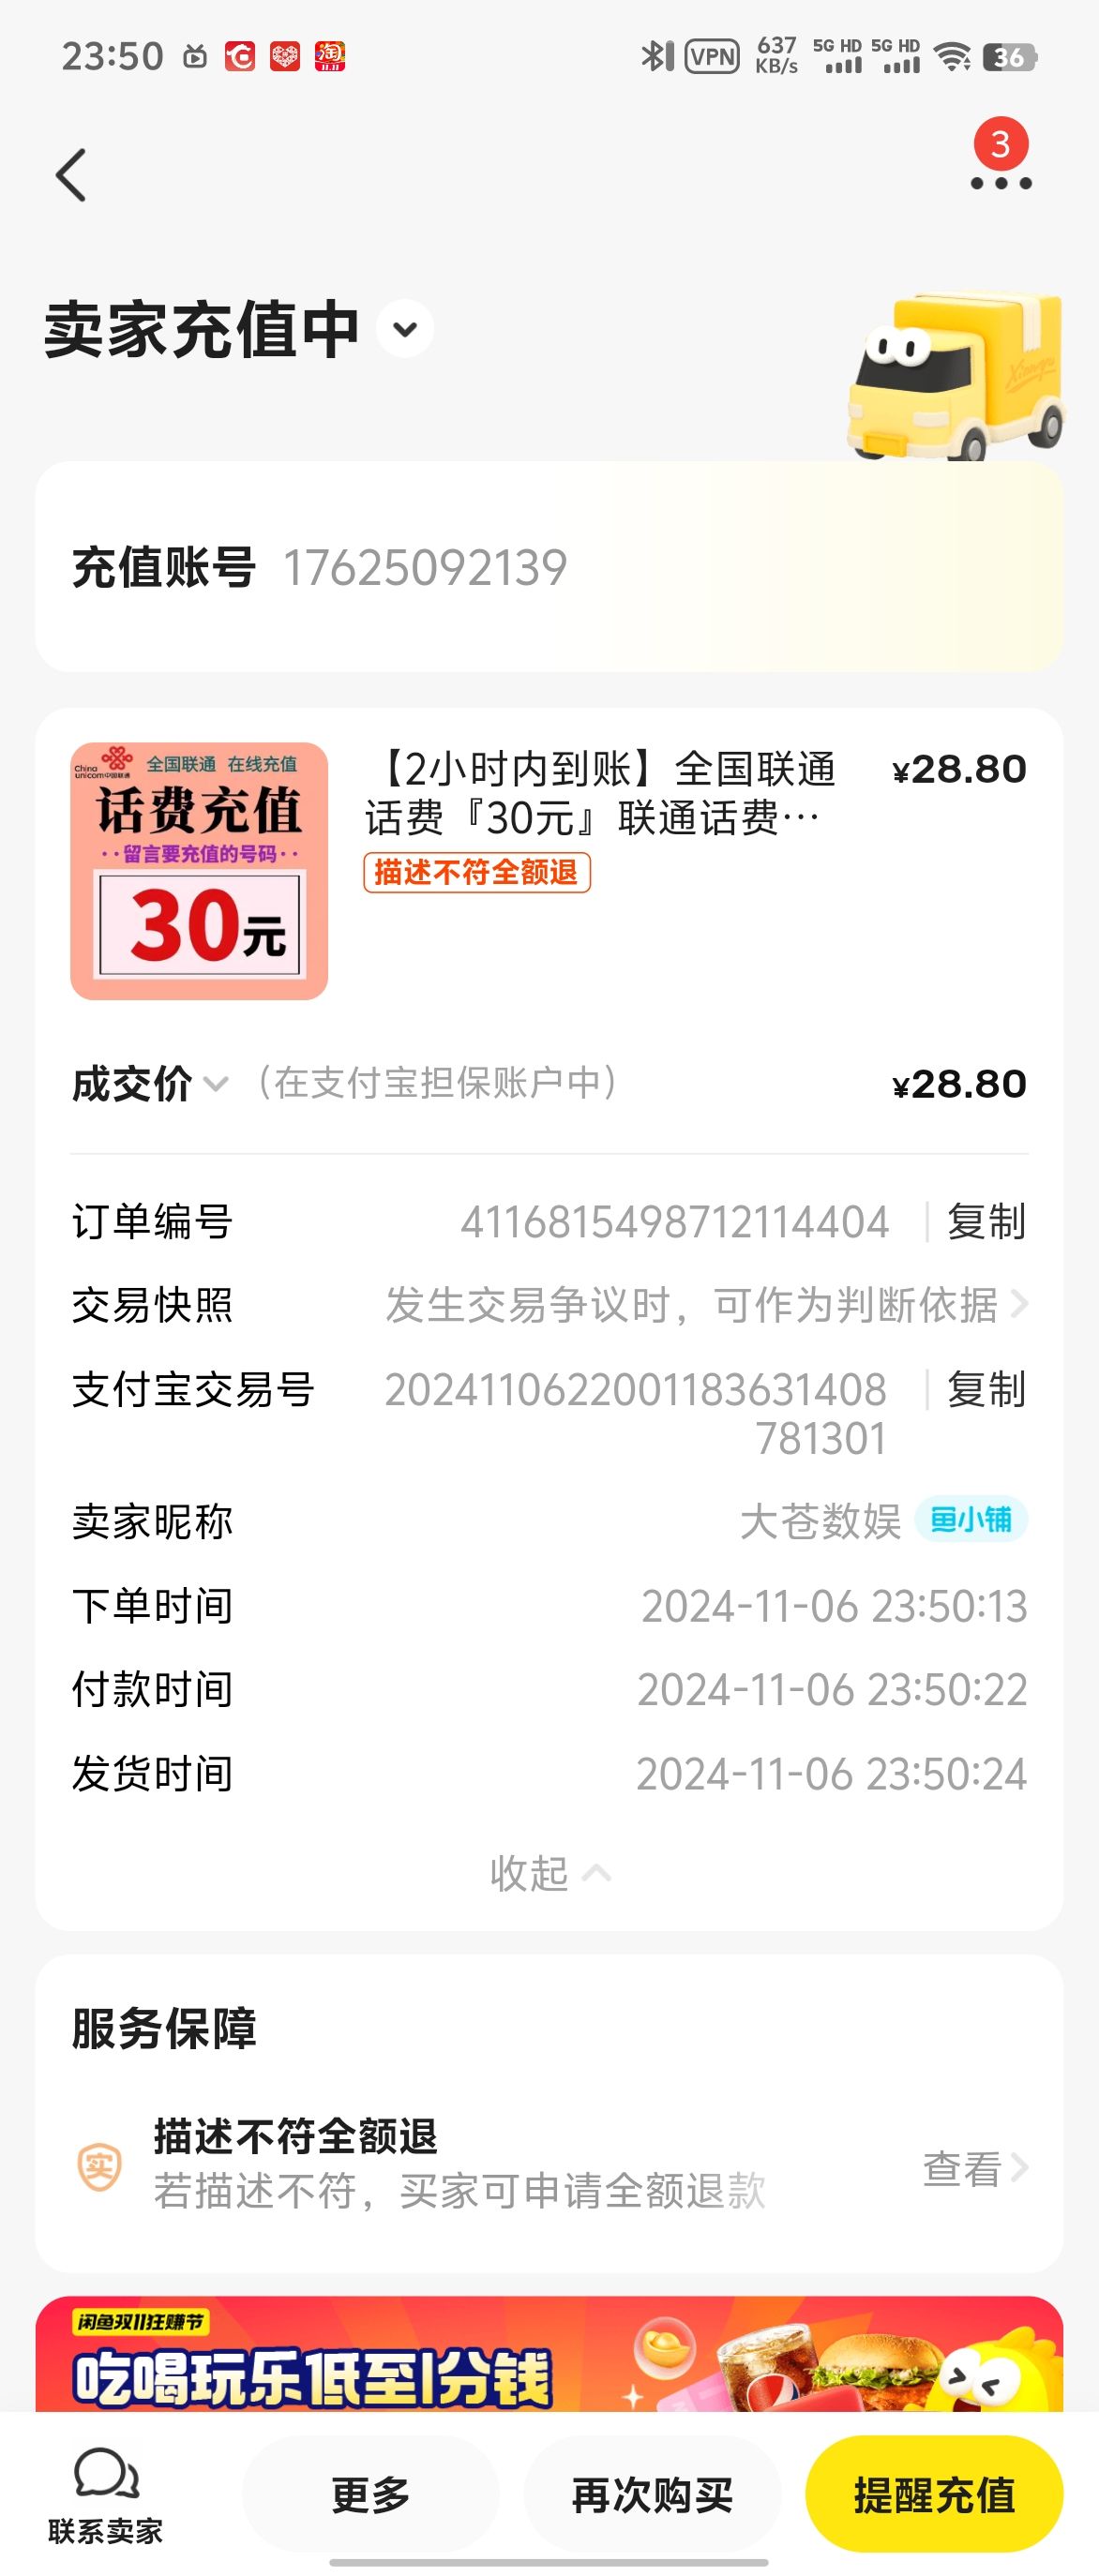 23:50
淘
11.11
VPN
637
KB/s
5G HD 5G HD
36
3
卖家充值中
Xianyu
充值账号 17625092139
China
unicom中国联通
全国联通 在线充值
话费充值
··留言要充值的号码··
30元
【2小时内到账】全国联通
话费『30元』联通话费…
¥28.80
描述不符全额退
成交价 (在支付宝担保账户中) ¥28.80
订单编号 4116815498712114404 复制
交易快照 发生交易争议时，可作为判断依据
支付宝交易号 2024110622001183631408
781301
复制
卖家昵称 大苍数娱 鱼小铺
下单时间 2024-11-06 23:50:13
付款时间 2024-11-06 23:50:22
发货时间 2024-11-06 23:50:24
收起
服务保障
实
描述不符全额退
若描述不符，买家可申请全额退款
查看
闲鱼双11狂赚节
吃喝玩乐低至1分钱
联系卖家
更多
再次购买
提醒充值